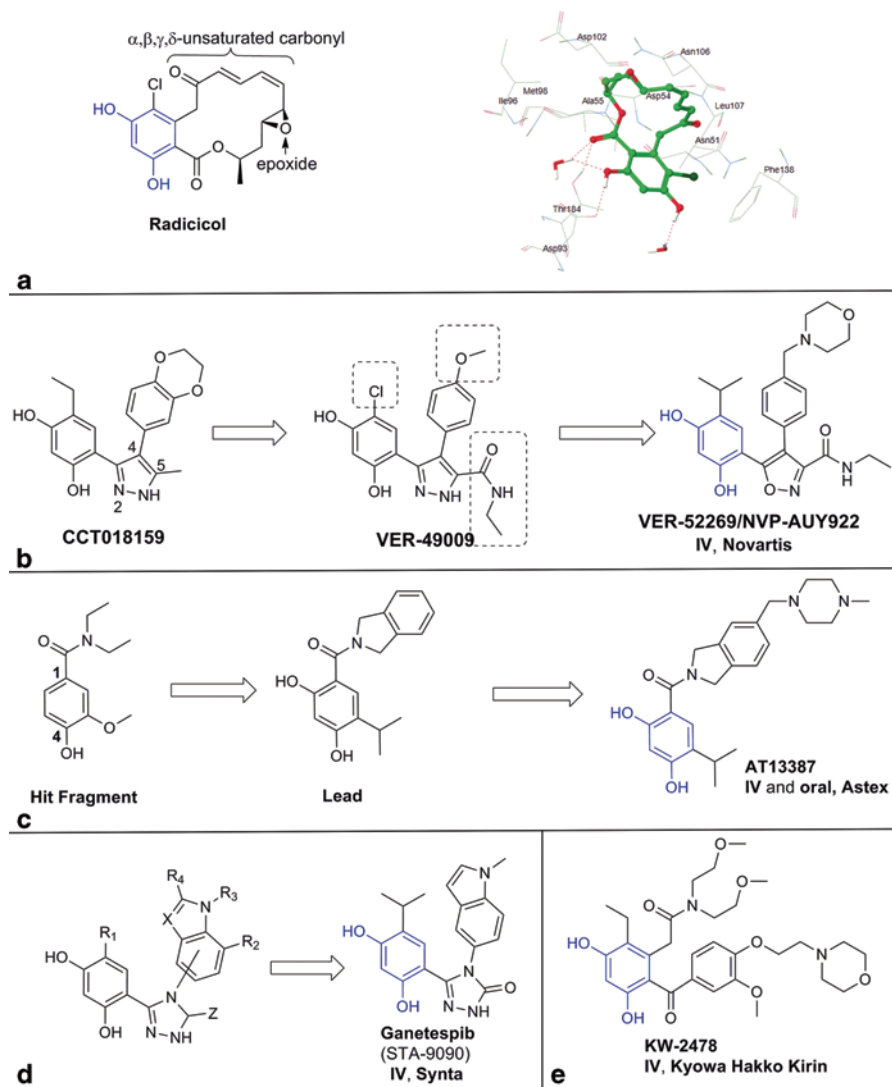 α,β,γ,δ-unsaturated carbonyl
O
Cl
HO
OH
O
O
O
epoxide
Radicicol
Asp102
Asn106
Met98
Ile96
Ala55
Asp54
Leu107
Asn51
Phe138
Thr184
Asp93
a
O
O
HO
4
5
OH
N
NH
2
CCT018159
O
Cl
HO
O
OH
N
NH
NH
VER-49009
O
N
HO
O
OH
O
N
N
H
VER-52269/NVP-AUY922
IV, Novartis
b
O
N
1
O
4
OH
Hit Fragment
O
N
HO
OH
Lead
N
N
O
N
HO
OH
AT13387
IV and oral, Astex
c
R4
R3
N
X
R1
R2
HO
N
Z
OH
N
NH
N
HO
N
O
OH
N
NH
Ganetespib
(STA-9090)
IV, Synta
d
O
O
O
N
HO
O
N
O
OH
O
O
KW-2478
IV, Kyowa Hakko Kirin
e